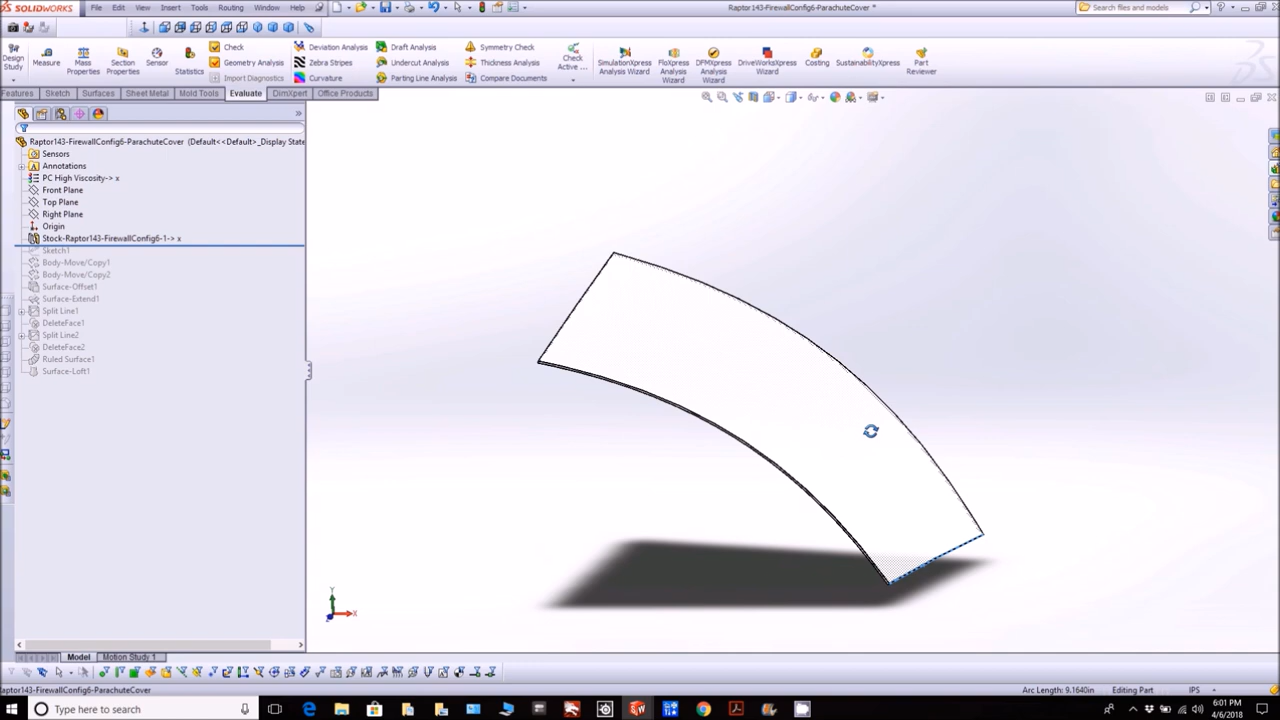 SOLIDWORKS File Edit View Insert Tools Routing Window Help Raptor143-FirewallConfig6-ParachuteCover * Search files and models
Design Study
Measure
Mass Properties
Section Properties
Sensor
Statistics
Check
Geometry Analysis
Import Diagnostics
Deviation Analysis
Zebra Stripes
Curvature
Draft Analysis
Undercut Analysis
Parting Line Analysis
Symmetry Check
Thickness Analysis
Compare Documents
Check Active ...
SimulationXpress Analysis Wizard
FloXpress Analysis Wizard
DFMXpress Analysis Wizard
DriveWorksXpress Wizard
Costing
SustainabilityXpress
Part Reviewer
Features Sketch Surfaces Sheet Metal Mold Tools Evaluate DimXpert Office Products
Raptor143-FirewallConfig6-ParachuteCover (Default<<Default>_Display State
Sensors
Annotations
PC High Viscosity-> x
Front Plane
Top Plane
Right Plane
Origin
Stock-Raptor143-FirewallConfig6-1-> x
Sketch1
Body-Move/Copy1
Body-Move/Copy2
Surface-Offset1
Surface-Extend1
Split Line1
DeleteFace1
Split Line2
DeleteFace2
Ruled Surface1
Surface-Loft1
Y
X
Z
Model Motion Study 1
aptor143-FirewallConfig6-ParachuteCover Arc Length: 9.1640in Editing Part IPS
Type here to search
6:01 PM
4/6/2018